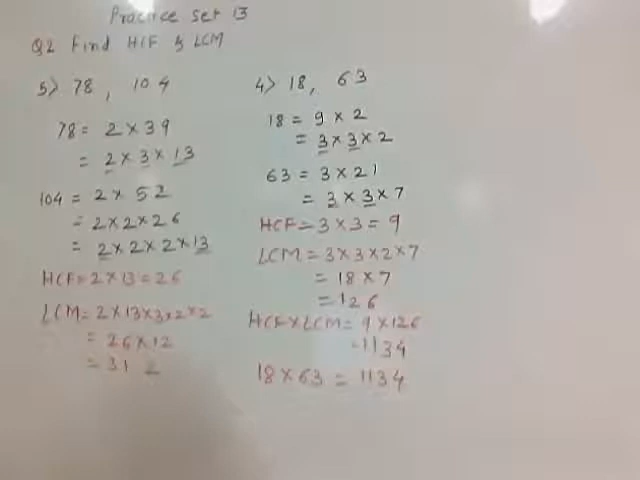 Practice set 13
Q2 Find HCF & LCM
5> 78, 104
78 = 2 × 39
= 2 × 3 × 13
104 = 2 × 52
= 2 × 2 × 26
= 2 × 2 × 2 × 13
HCF = 2 × 13 = 26
LCM = 2 × 13 × 3 × 2 × 2
= 26 × 12
= 312
4> 18, 63
18 = 9 × 2
= 3 × 3 × 2
63 = 3 × 21
= 3 × 3 × 7
HCF = 3 × 3 = 9
LCM = 3 × 3 × 2 × 7
= 18 × 7
= 126
HCF × LCM = 9 × 126
= 1134
18 × 63 = 1134